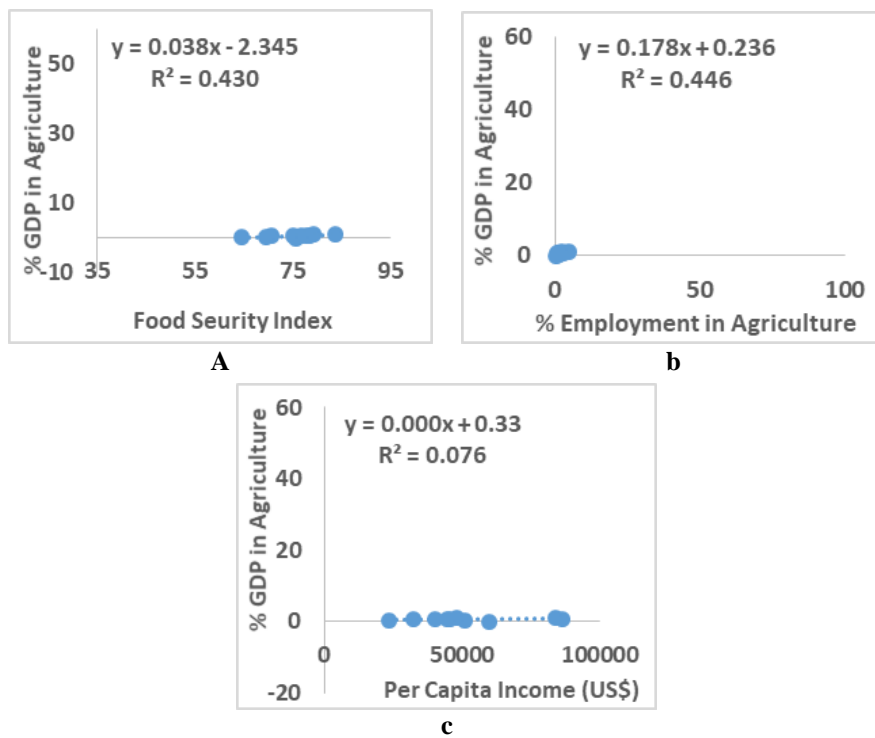 y = 0.038x - 2.345
R² = 0.430
% GDP in Agriculture
50
30
10
-10
35
55
75
95
Food Seurity Index
A
y = 0.178x + 0.236
R² = 0.446
% GDP in Agriculture
60
40
20
0
0
50
100
% Employment in Agriculture
b
y = 0.000x + 0.33
R² = 0.076
% GDP in Agriculture
60
40
20
0
-20
0
50000
100000
Per Capita Income (US$)
c